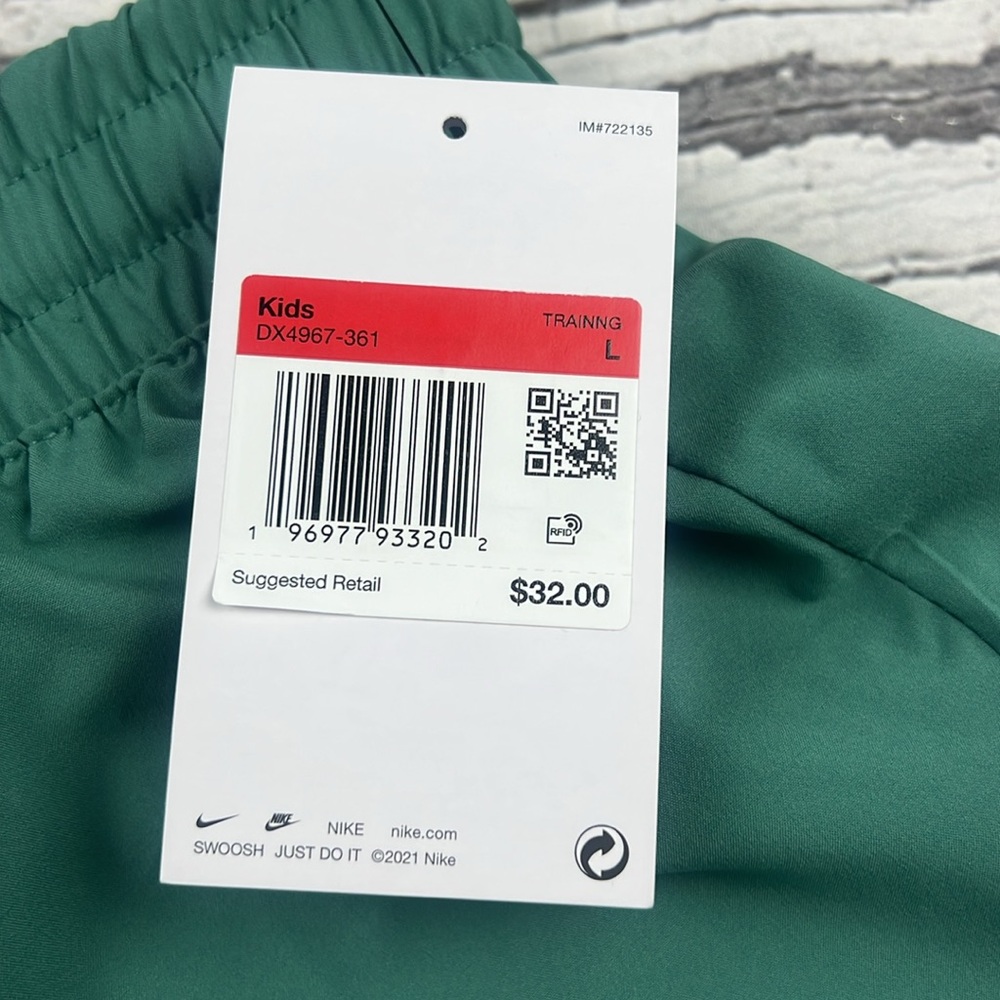 IM#722135
Kids
DX4967-361
TRAINNG
L
1 96977 93320 2
RFID
Suggested Retail
$32.00
NIKE NIKE nike.com
SWOOSH JUST DO IT ©2021 Nike